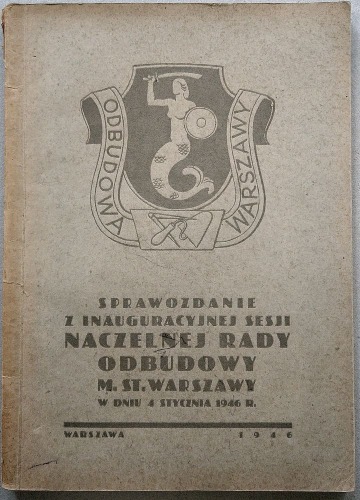 ODBUDOWA WARSZAWY
SPRAWOZDANIE
Z INAUGURACYJNEJ SESJI
NACZELNEJ RADY
ODBUDOWY
M. ST. WARSZAWY
W DNIU 4 STYCZNIA 1946 R.
WARSZAWA 1946